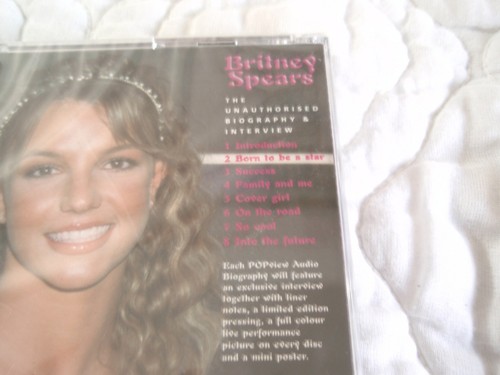 Britney
Spears
THE
UNAUTHORISED
BIOGRAPHY &
INTERVIEW
1 Introduction
2 Born to be a star
3 Success
4 Family and me
5 Cover girl
6 On the road
7 So cool
8 Into the future
Each POPview Audio
Biography will feature
an exclusive interview
together with liner
notes, a limited edition
pressing, a full colour
live performance
picture on every disc
and a mini poster.